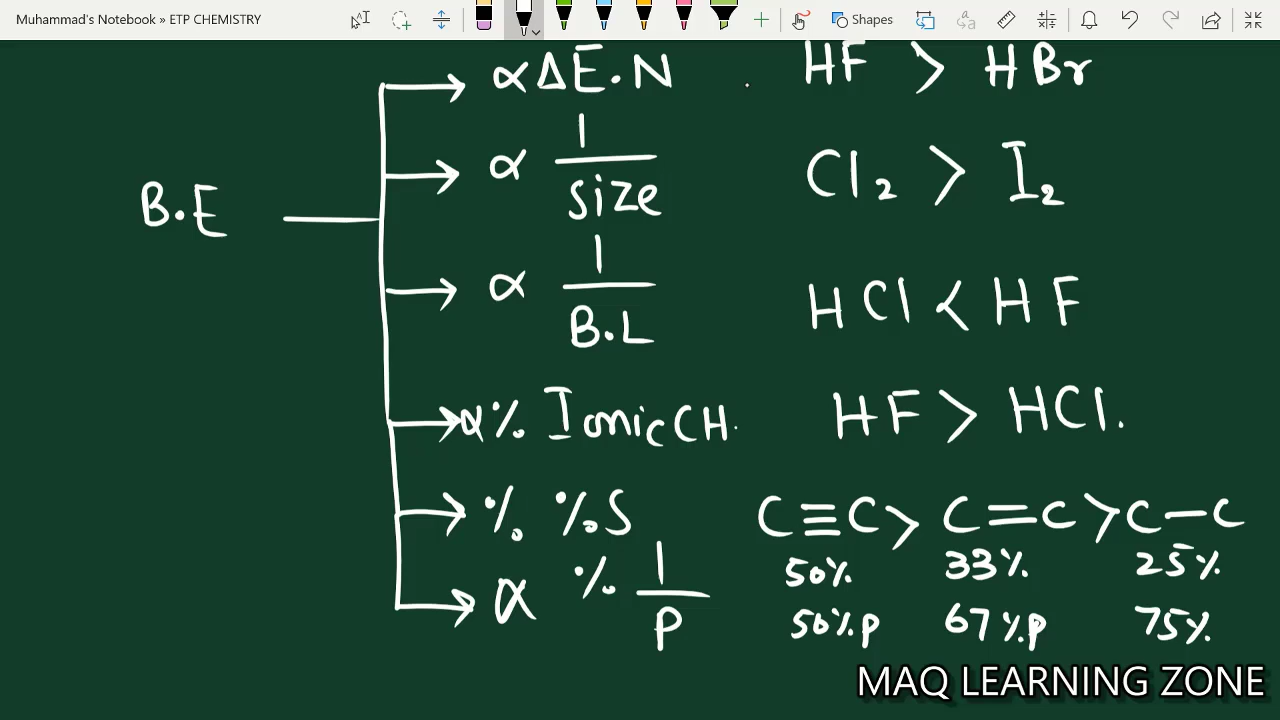 Muhammad's Notebook » ETP CHEMISTRY
Shapes
α ΔE.N HF > HBr
α 1/size Cl₂ > I₂
B.E
α 1/B.L HCl < HF
α % Ionic CH. HF > HCl.
% %S C≡C > C=C > C-C
50% 33% 25%
α % 1/P 50%p 67%p 75%
MAQ LEARNING ZONE